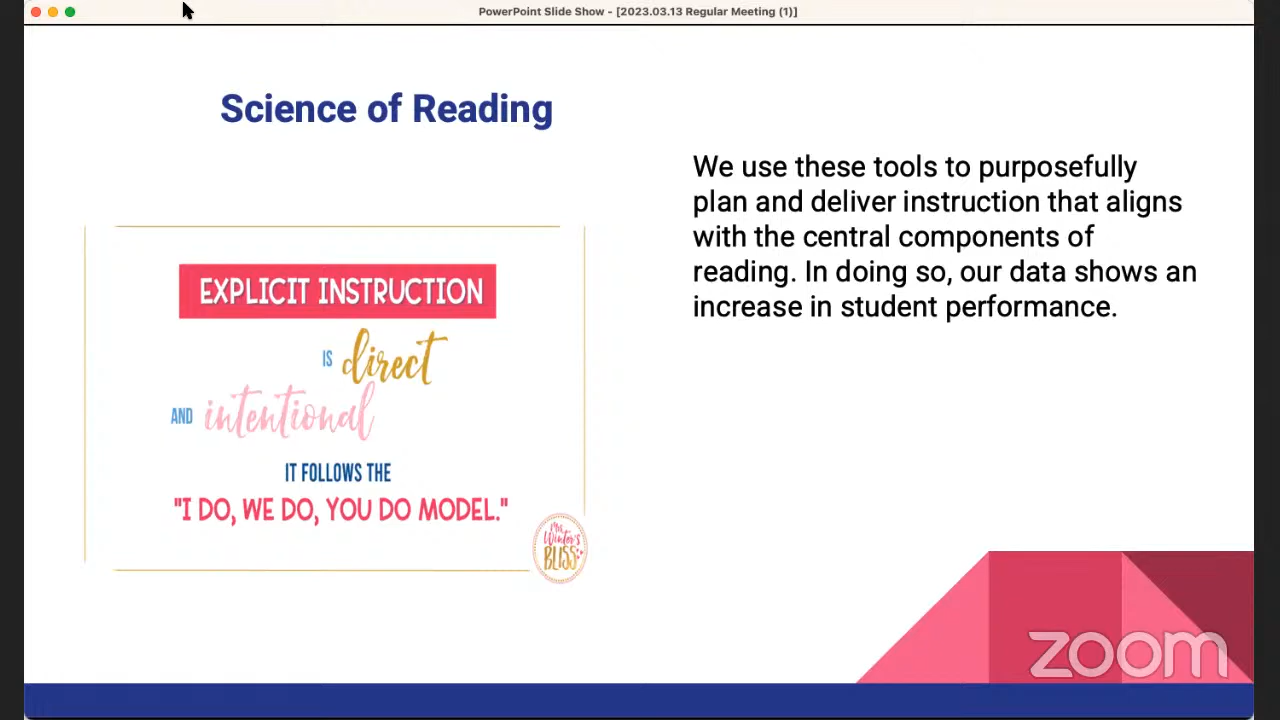 PowerPoint Slide Show - [2023.03.13 Regular Meeting (1)]
Science of Reading
We use these tools to purposefully
plan and deliver instruction that aligns
with the central components of
reading. In doing so, our data shows an
increase in student performance.
EXPLICIT INSTRUCTION
IS direct
AND intentional
IT FOLLOWS THE
"I DO, WE DO, YOU DO MODEL."
Mrs.
Winter's
BLISS
zoom